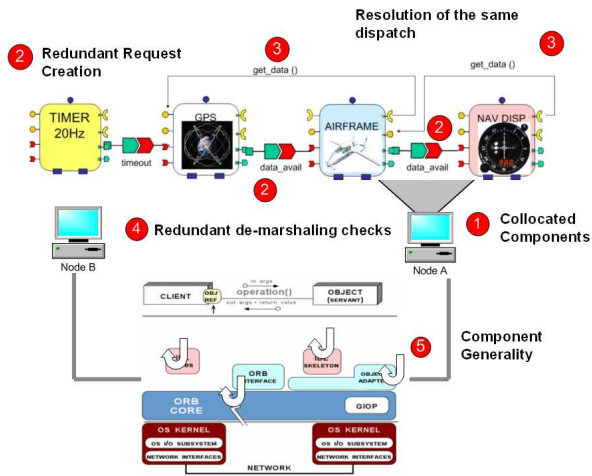 Resolution of the same
dispatch
2
Redundant Request
Creation
3
3
get_data ()
get_data ()
TIMER
20Hz
GPS
AIRFRAME
NAV DISP
2
timeout
data_avail
data_avail
2
4
Redundant de-marshaling checks
1
Collocated
Components
Node B
Node A
in args
CLIENT
OBJ
REF
operation()
OBJECT
(SERVANT)
out args + return value
5
Component
Generality
ORB
INTERFACE
SKELETON
ADAPTER
ORB
CORE
GIOP
OS KERNEL
OS KERNEL
OS I/O SUBSYSTEM
OS I/O SUBSYSTEM
NETWORK INTERFACES
NETWORK INTERFACES
NETWORK